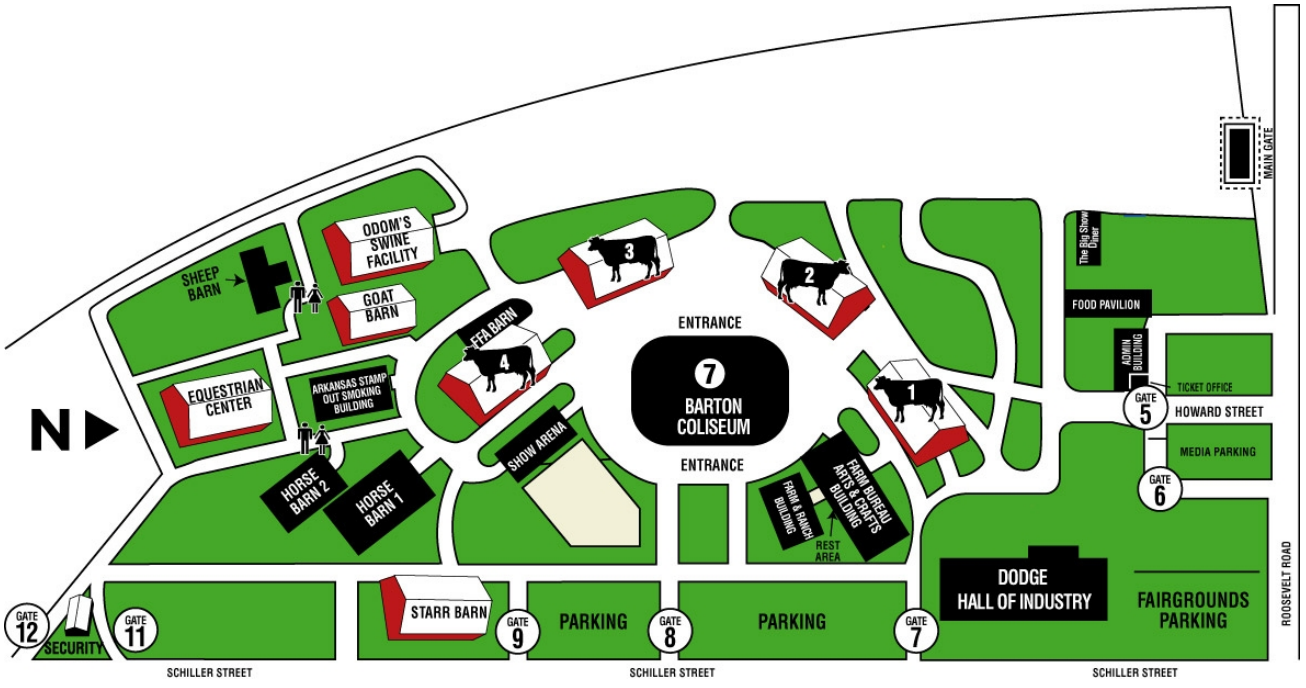 MAIN GATE
ODOM'S
SWINE
FACILITY
The Big Show
Diner
3
2
SHEEP
BARN
GOAT
BARN
FOOD PAVILION
FFA BARN
ENTRANCE
ADMIN
BUILDING
4
7
BARTON
COLISEUM
1
TICKET OFFICE
EQUESTRIAN
CENTER
ARKANSAS STAMP
OUT SMOKING
BUILDING
GATE
5
HOWARD STREET
N
SHOW ARENA
MEDIA PARKING
ENTRANCE
HORSE
BARN 2
HORSE
BARN 1
FARM & RANCH
BUILDING
FARM BUREAU
ARTS & CRAFTS
BUILDING
GATE
6
REST
AREA
DODGE
HALL OF INDUSTRY
FAIRGROUNDS
PARKING
ROOSEVELT ROAD
STARR BARN
GATE
12
SECURITY
GATE
11
GATE
9
PARKING
GATE
8
PARKING
GATE
7
SCHILLER STREET
SCHILLER STREET
SCHILLER STREET